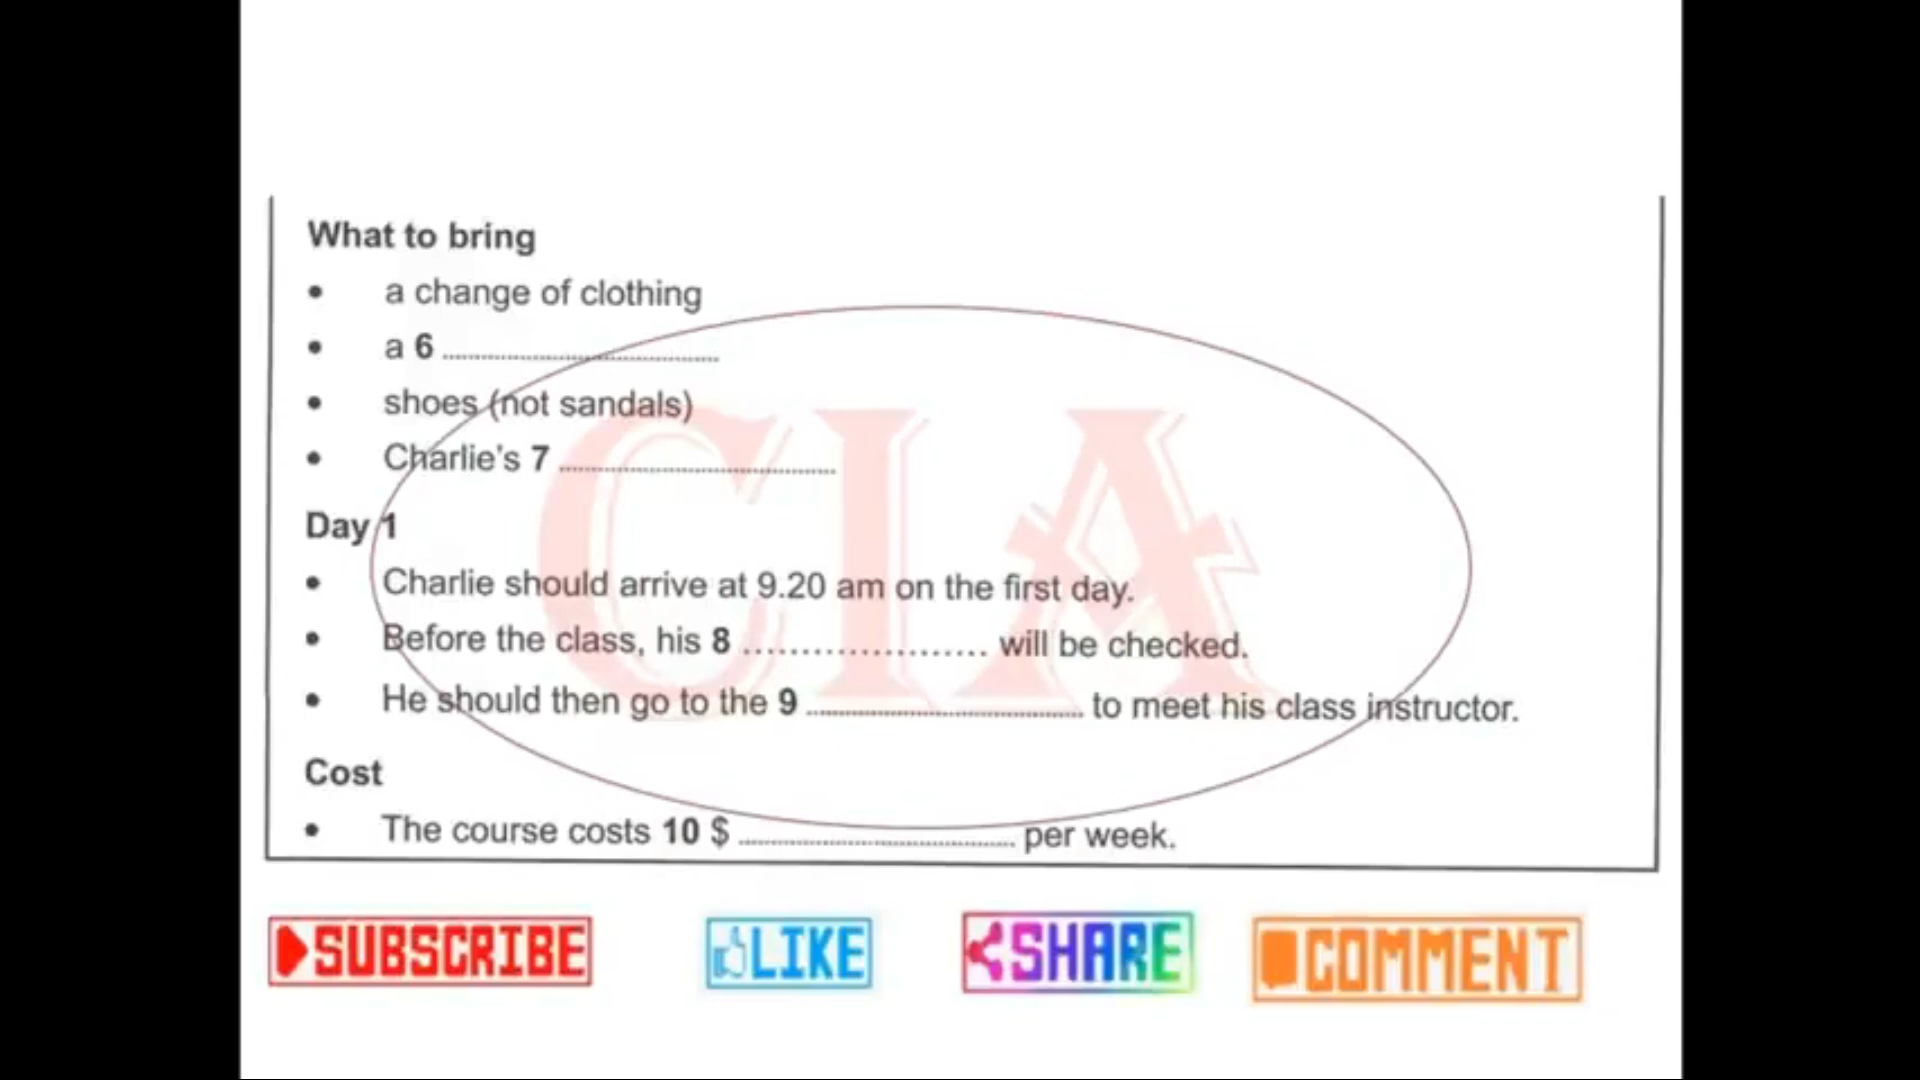 What to bring
• a change of clothing
• a 6 ........................
• shoes (not sandals)
• Charlie's 7 ........................
Day 1
• Charlie should arrive at 9.20 am on the first day.
• Before the class, his 8 ........................ will be checked.
• He should then go to the 9 ........................ to meet his class instructor.
Cost
• The course costs 10 $ ........................ per week.
CLA
SUBSCRIBE LIKE SHARE COMMENT